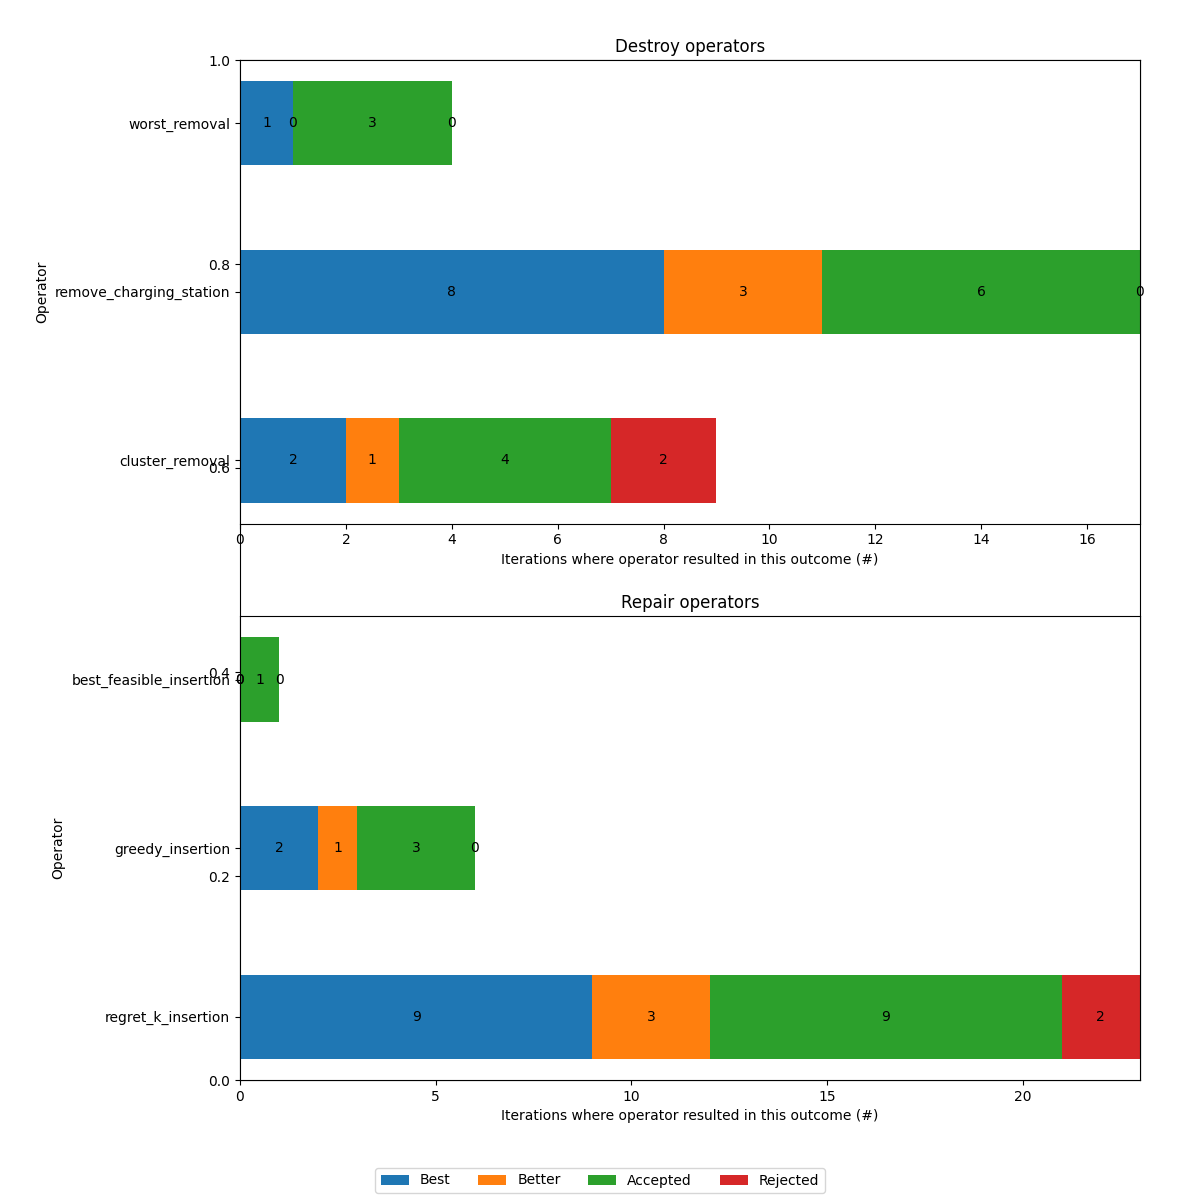 Destroy operators
1.0
worst_removal
1 0 3 0
0.8
Operator
remove_charging_station
8 3 6 0
cluster_removal
2 1 4 2
0.6
0 2 4 6 8 10 12 14 16
Iterations where operator resulted in this outcome (#)
Repair operators
0.4
best_feasible_insertion
0 0 1 0
Operator
greedy_insertion
2 1 3 0
0.2
regret_k_insertion
9 3 9 2
0.0
0 5 10 15 20
Iterations where operator resulted in this outcome (#)
Best Better Accepted Rejected